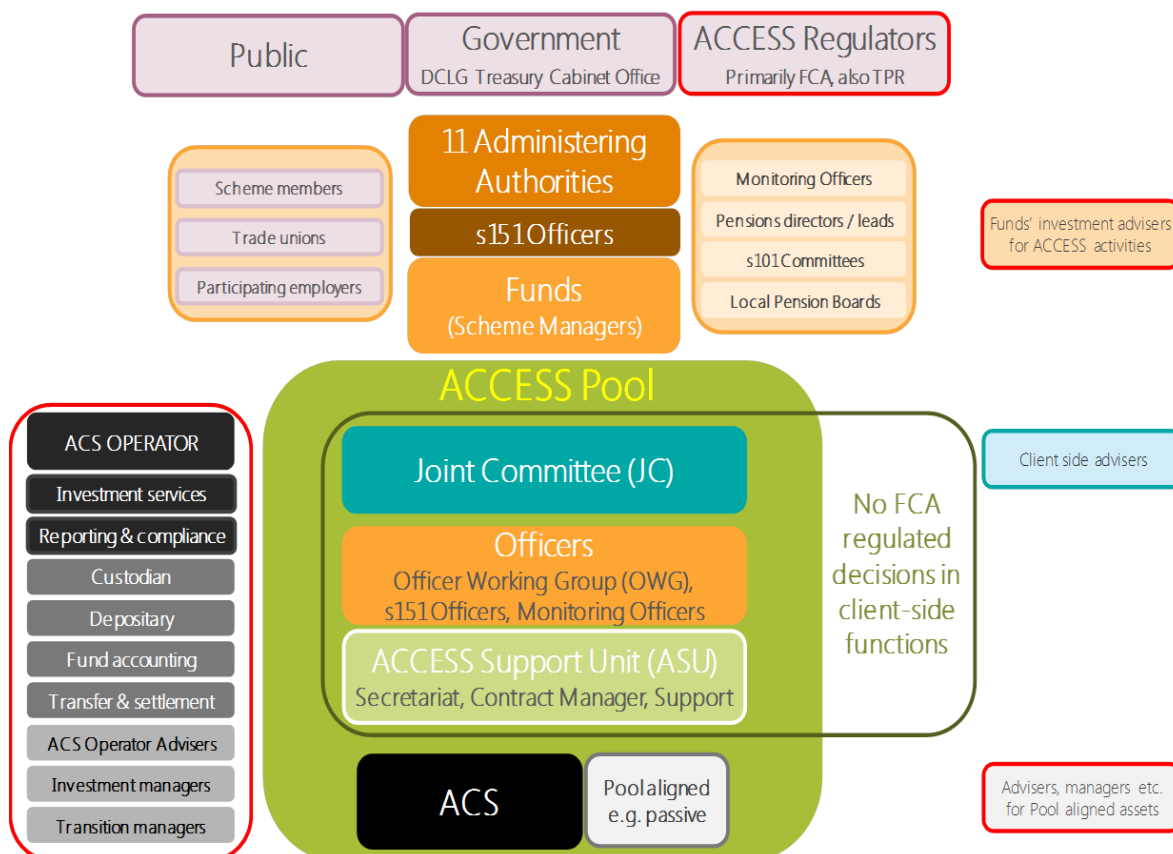 Public
Government
DCLG Treasury Cabinet Office
ACCESS Regulators
Primarily FCA, also TPR
11 Administering
Authorities
s151 Officers
Funds
(Scheme Managers)
Scheme members
Trade unions
Participating employers
Monitoring Officers
Pensions directors / leads
s101 Committees
Local Pension Boards
Funds' investment advisers
for ACCESS activities
ACCESS Pool
ACS OPERATOR
Investment services
Reporting & compliance
Custodian
Depositary
Fund accounting
Transfer & settlement
ACS Operator Advisers
Investment managers
Transition managers
Joint Committee (JC)
Officers
Officer Working Group (OWG),
s151 Officers, Monitoring Officers
ACCESS Support Unit (ASU)
Secretariat, Contract Manager, Support
No FCA
regulated
decisions in
client-side
functions
Client side advisers
ACS
Pool aligned
e.g. passive
Advisers, managers etc.
for Pool aligned assets